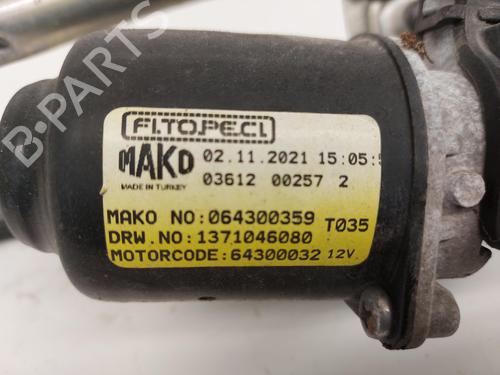 F.I.T.O.P.E.C.I.
MAKO 02.11.2021 15:05:5
MADE IN TURKEY 03612 00257 2
MAKO NO:064300359 T035
DRW.NO:1371046080
MOTORCODE:64300032 12V
B-PARTS